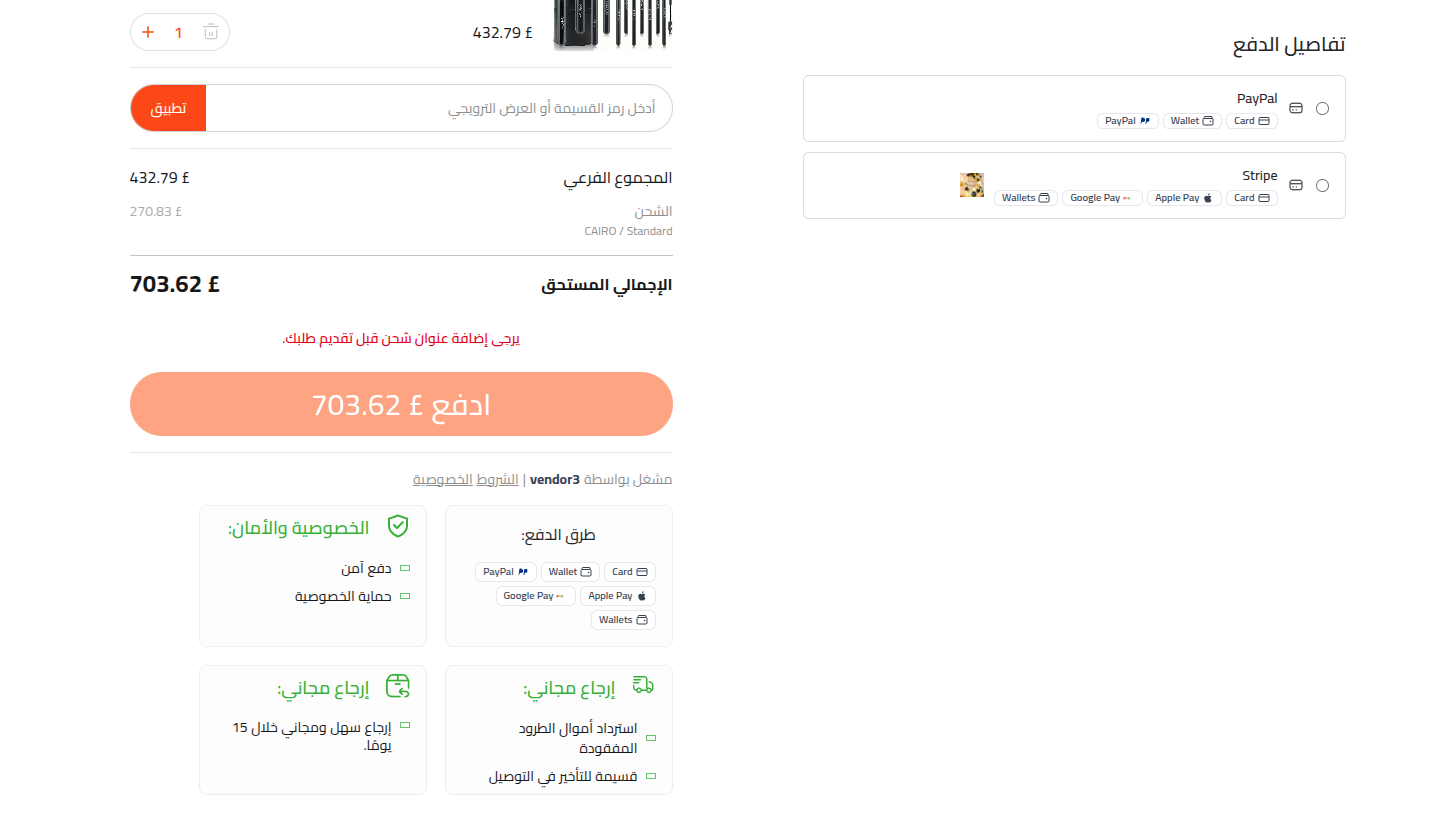 تفاصيل الدفع
PayPal
Card
Wallet
PayPal
Stripe
Card
Apple Pay
Google Pay
Wallets
432.79 £
1
أدخل رمز القسيمة أو العرض الترويجي
تطبيق
المجموع الفرعي
432.79 £
الشحن
270.83 £
CAIRO / Standard
الإجمالي المستحق
703.62 £
يرجى إضافة عنوان شحن قبل تقديم طلبك.
ادفع £ 703.62
مشغل بواسطة vendor3 | الشروط الخصوصية
طرق الدفع:
Card
Wallet
PayPal
Apple Pay
Google Pay
Wallets
الخصوصية والأمان:
دفع آمن
حماية الخصوصية
إرجاع مجاني:
استرداد أموال الطرود
المفقودة
قسيمة للتأخير في التوصيل
إرجاع مجاني:
إرجاع سهل ومجاني خلال 15
يومًا.